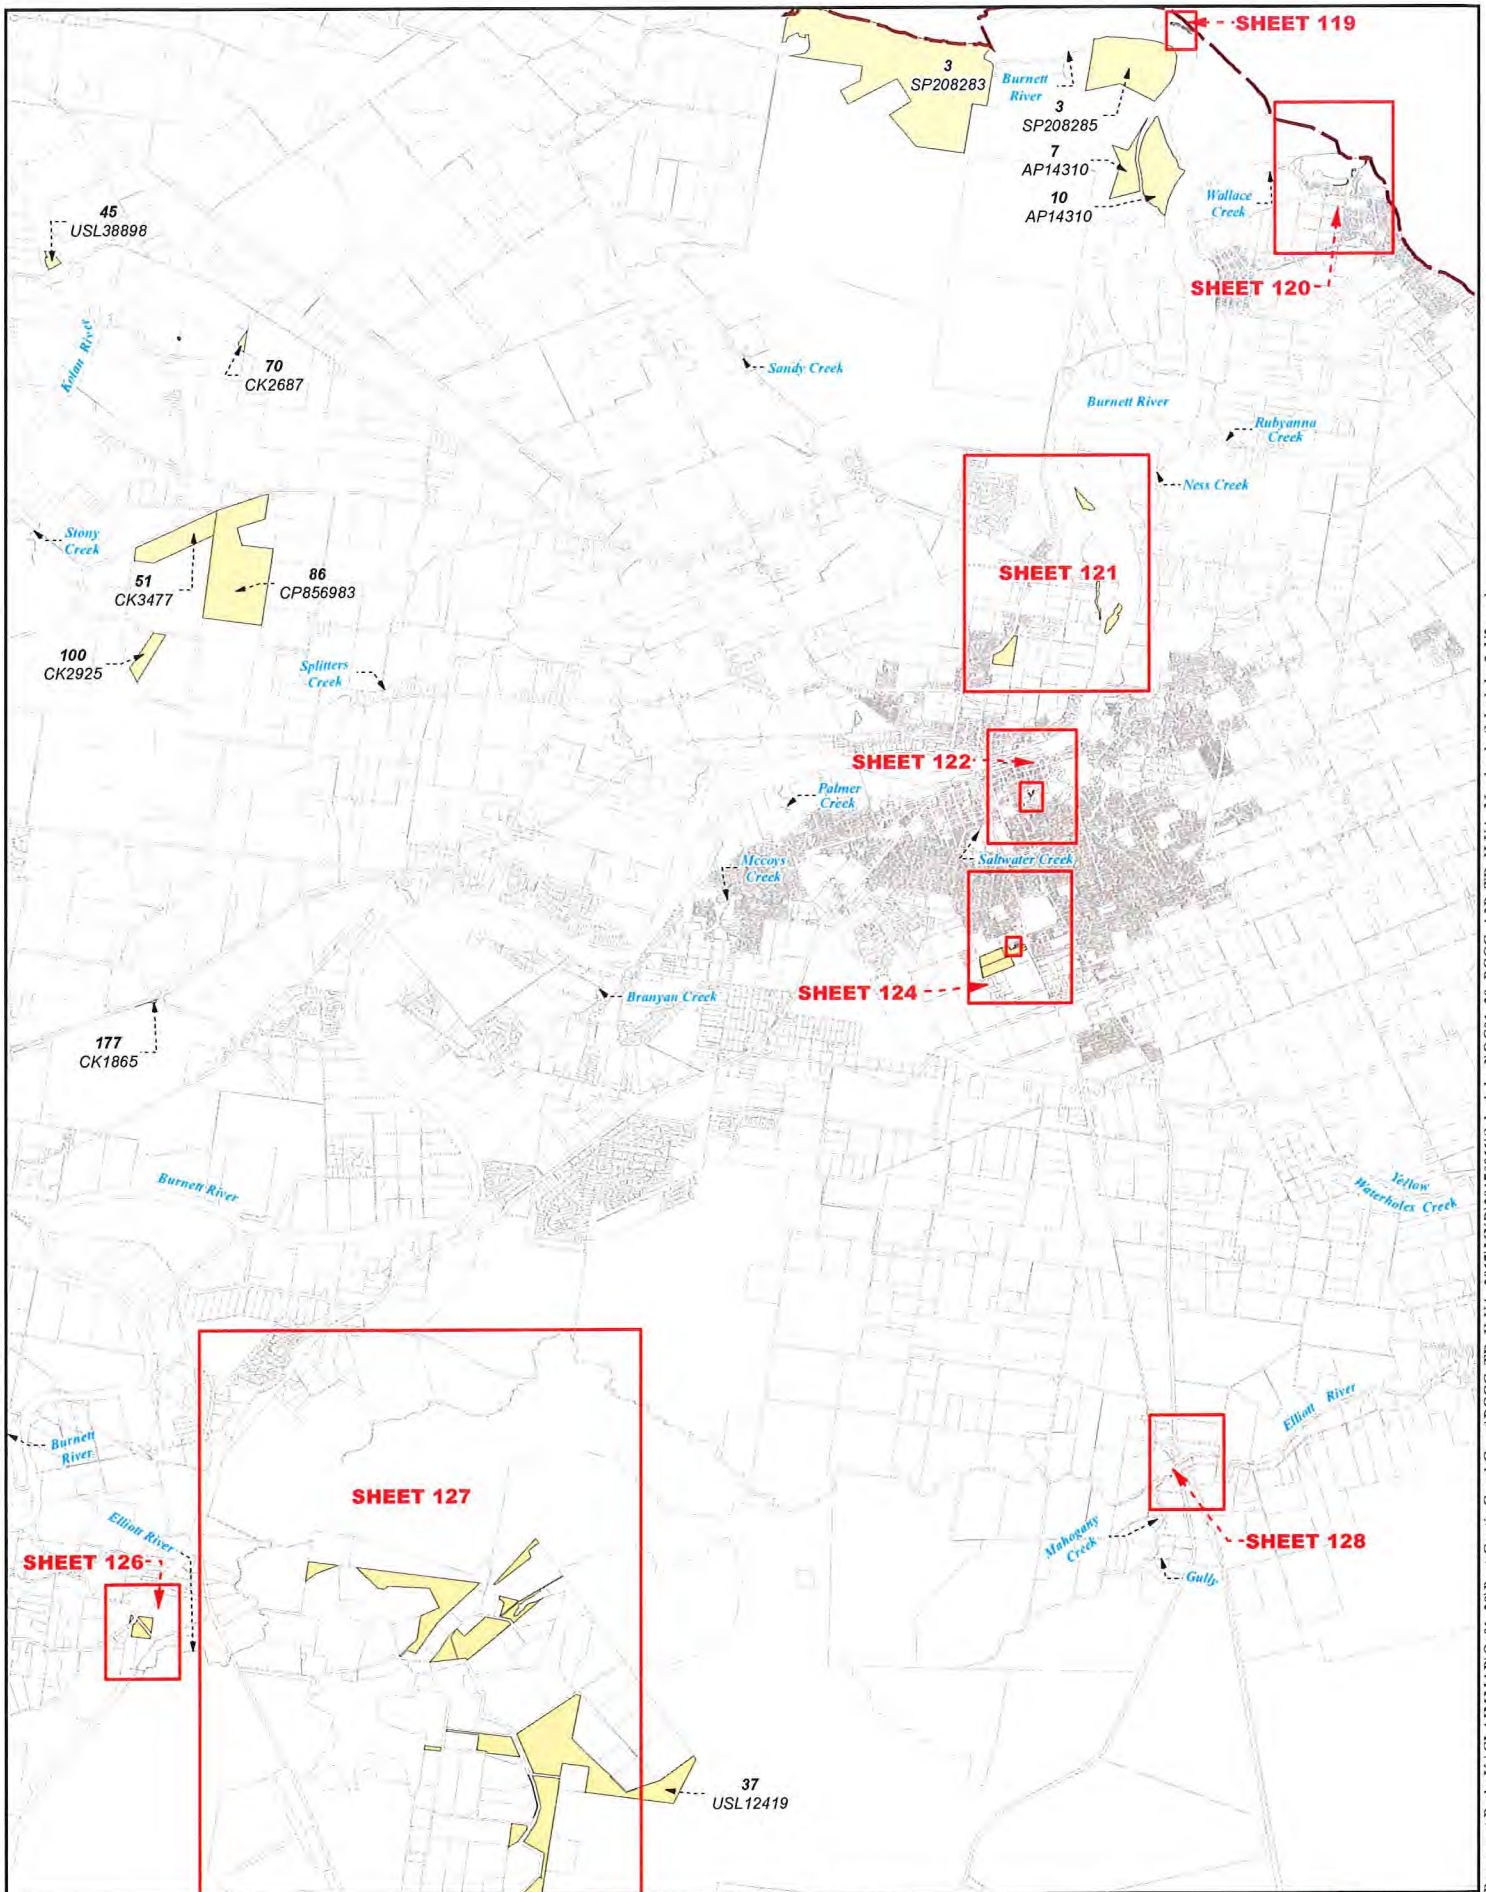 SHEET 119
3
SP208283
Burnett
River
3
SP208285
7
AP14310
10
AP14310
Wallace
Creek
45
USL38898
SHEET 120
Kolan River
70
CK2687
Sandy Creek
Burnett River
Rubyanna
Creek
Ness Creek
Stony
Creek
51
CK3477
86
CP856983
SHEET 121
100
CK2925
Splitters
Creek
SHEET 122
Palmer
Creek
Saltwater Creek
Mccoys
Creek
SHEET 124
Branyan Creek
177
CK1865
Burnett River
Yellow
Waterholes Creek
Elliott River
Burnett
River
SHEET 127
Elliott River
SHEET 126
Mahogany
Creek
SHEET 128
Gully
37
USL12419